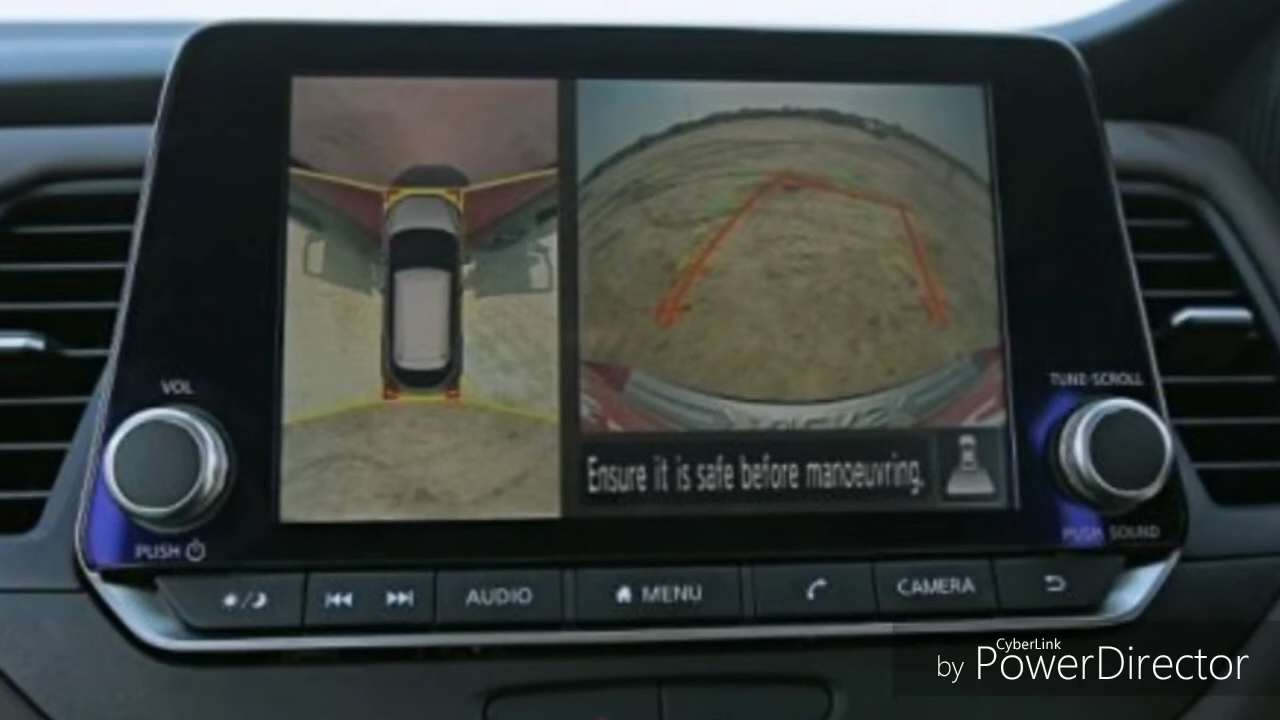 VOL
TUNE·SCROLL
Ensure it is safe before manoeuvring.
PUSH
PUSH SOUND
AUDIO
MENU
CAMERA
by CyberLink
PowerDirector